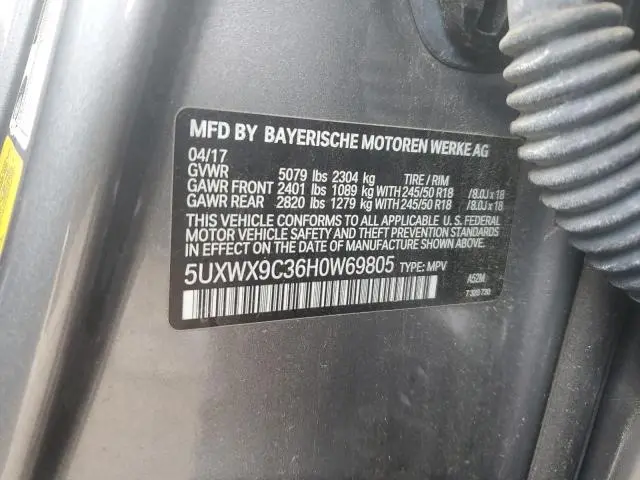 MFD BY BAYERISCHE MOTOREN WERKE AG
04/17
GVWR 5079 lbs 2304 kg TIRE / RIM
GAWR FRONT 2401 lbs 1089 kg WITH 245/50 R18 /8.0J x 18
GAWR REAR 2820 lbs 1279 kg WITH 245/50 R18 /8.0J x 18
THIS VEHICLE CONFORMS TO ALL APPLICABLE U. S. FEDERAL
MOTOR VEHICLE SAFETY AND THEFT PREVENTION STANDARDS
IN EFFECT ON THE DATE OF MANUFACTURE SHOWN ABOVE.
5UXWX9C36H0W69805 TYPE: MPV
A52M